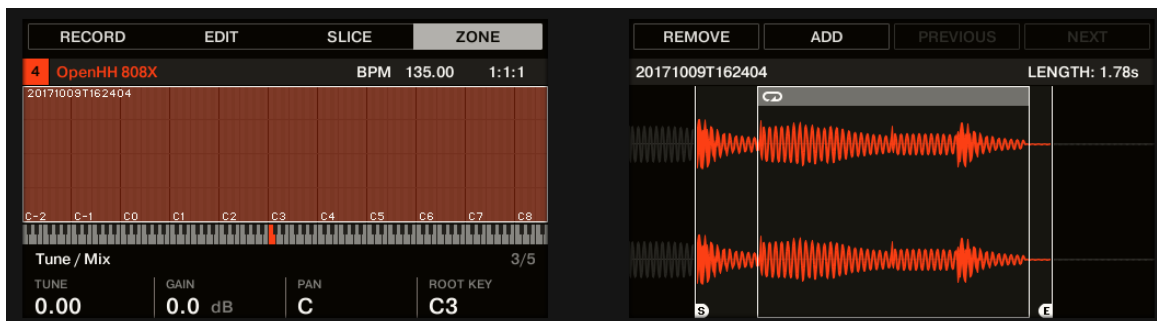 RECORD EDIT SLICE ZONE
4 OpenHH 808X BPM 135.00 1:1:1
20171009T162404
C-2 C-1 C0 C1 C2 C3 C4 C5 C6 C7 C8
Tune / Mix 3/5
TUNE GAIN PAN ROOT KEY
0.00 0.0 dB C C3
REMOVE ADD PREVIOUS NEXT
20171009T162404 LENGTH: 1.78s
S E